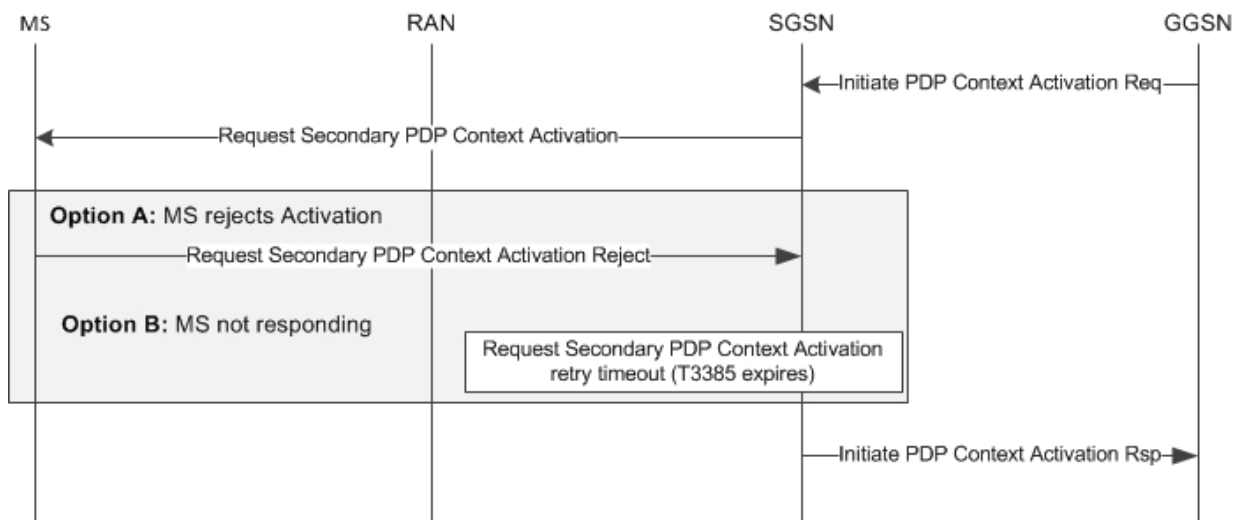 MS
RAN
SGSN
GGSN
Initiate PDP Context Activation Req
Request Secondary PDP Context Activation
Option A: MS rejects Activation
Request Secondary PDP Context Activation Reject
Option B: MS not responding
Request Secondary PDP Context Activation
retry timeout (T3385 expires)
Initiate PDP Context Activation Rsp